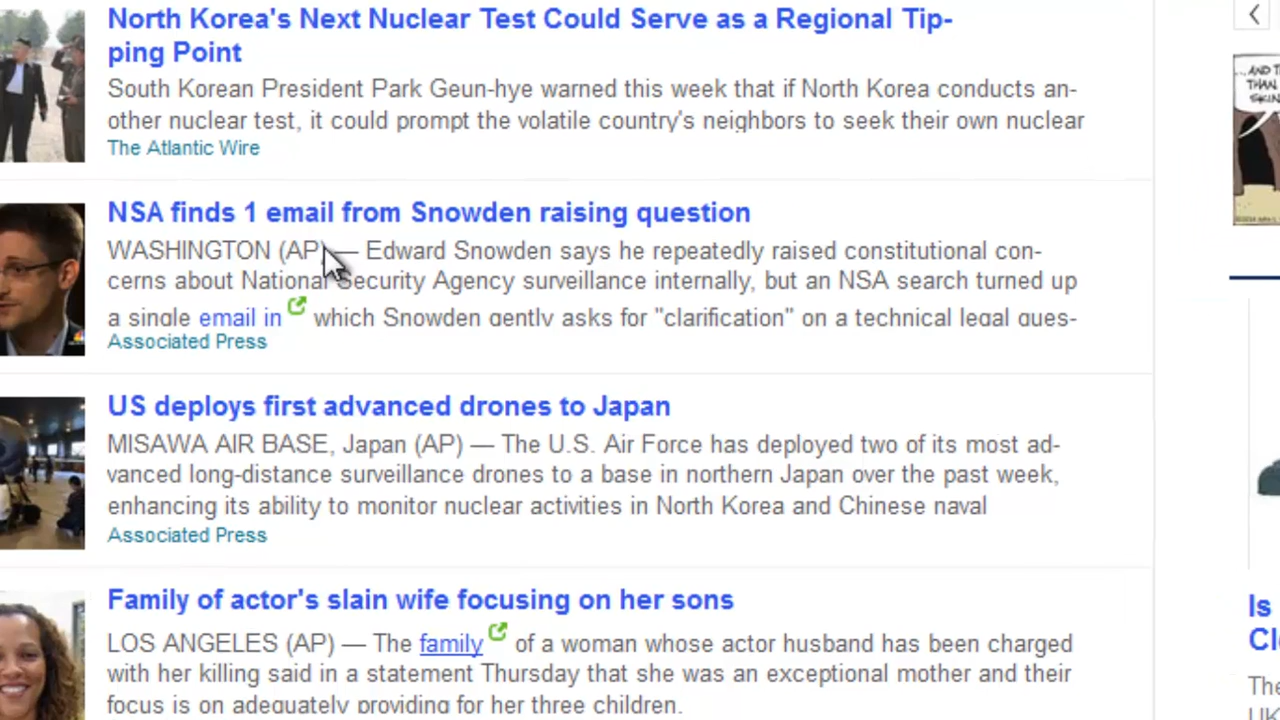 North Korea's Next Nuclear Test Could Serve as a Regional Tip-
ping Point
South Korean President Park Geun-hye warned this week that if North Korea conducts an-
other nuclear test, it could prompt the volatile country's neighbors to seek their own nuclear
The Atlantic Wire
NSA finds 1 email from Snowden raising question
WASHINGTON (AP) — Edward Snowden says he repeatedly raised constitutional con-
cerns about National Security Agency surveillance internally, but an NSA search turned up
a single email in which Snowden gently asks for "clarification" on a technical legal ques-
Associated Press
US deploys first advanced drones to Japan
MISAWA AIR BASE, Japan (AP) — The U.S. Air Force has deployed two of its most ad-
vanced long-distance surveillance drones to a base in northern Japan over the past week,
enhancing its ability to monitor nuclear activities in North Korea and Chinese naval
Associated Press
Family of actor's slain wife focusing on her sons
LOS ANGELES (AP) — The family of a woman whose actor husband has been charged
with her killing said in a statement Thursday that she was an exceptional mother and their
focus is on adequately providing for her three children.
...AND T
THAN
SKIN
Is
Cl
The
UK